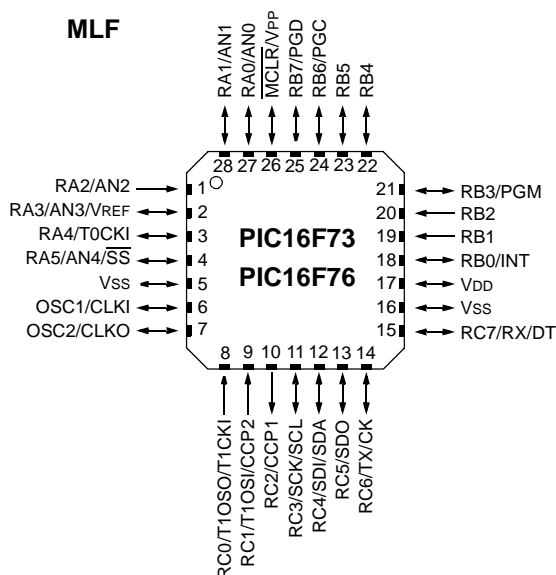 MLF
RA1/AN1
RA0/AN0
MCLR/VPP
RB7/PGD
RB6/PGC
RB5
RB4
28 27 26 25 24 23 22
RA2/AN2 1
RA3/AN3/VREF 2
RA4/T0CKI 3
RA5/AN4/SS 4
VSS 5
OSC1/CLKI 6
OSC2/CLKO 7
PIC16F73
PIC16F76
21 RB3/PGM
20 RB2
19 RB1
18 RB0/INT
17 VDD
16 VSS
15 RC7/RX/DT
8 9 10 11 12 13 14
RC0/T1OSO/T1CKI
RC1/T1OSI/CCP2
RC2/CCP1
RC3/SCK/SCL
RC4/SDI/SDA
RC5/SDO
RC6/TX/CK